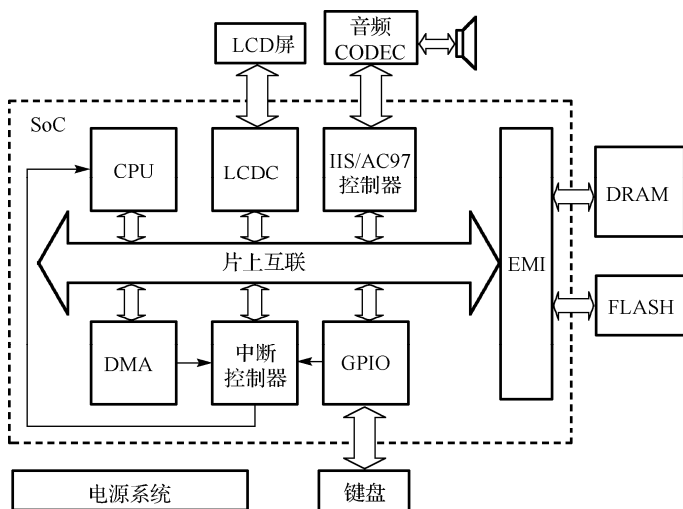 LCD屏
音频
CODEC
SoC
CPU
LCDC
IIS/AC97
控制器
EMI
DRAM
片上互联
FLASH
DMA
中断
控制器
GPIO
电源系统
键盘